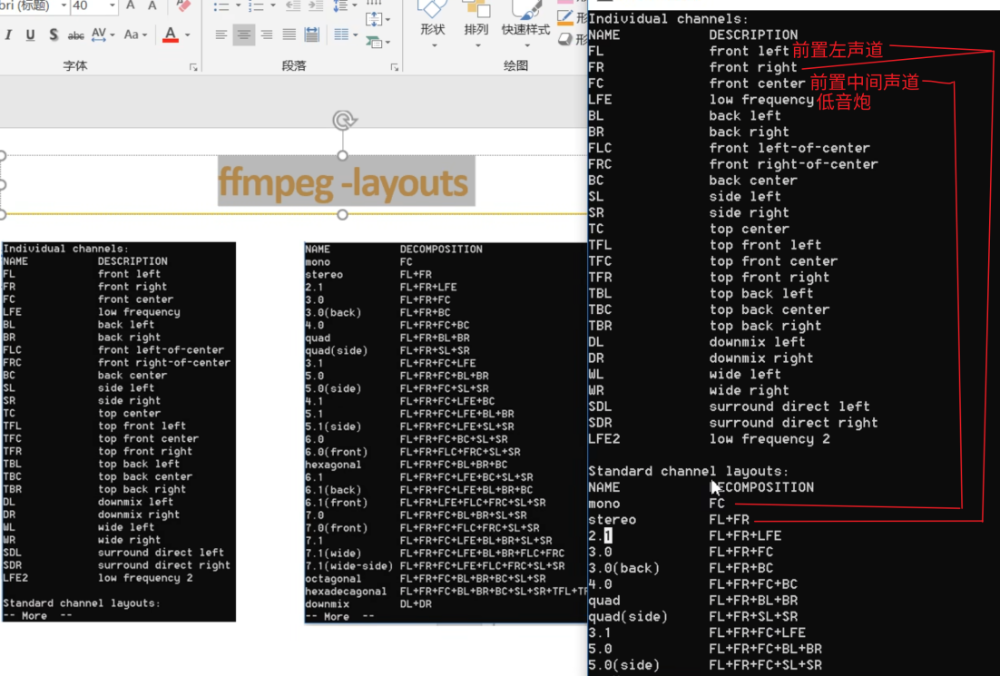 bri (标题) 40 A A
I U S abc AV Aa A
字体
段落
形状 排列 快速样式
绘图
形
形
ffmpeg -layouts
Individual channels:
NAME DESCRIPTION
FL front left
FR front right
FC front center
LFE low frequency
BL back left
BR back right
FLC front left-of-center
FRC front right-of-center
BC back center
SL side left
SR side right
TC top center
TFL top front left
TFC top front center
TFR top front right
TBL top back left
TBC top back center
TBR top back right
DL downmix left
DR downmix right
WL wide left
WR wide right
SDL surround direct left
SDR surround direct right
LFE2 low frequency 2
Standard channel layouts:
-- More --
NAME DECOMPOSITION
mono FC
stereo FL+FR
2.1 FL+FR+LFE
3.0 FL+FR+FC
3.0(back) FL+FR+BC
4.0 FL+FR+FC+BC
quad FL+FR+BL+BR
quad(side) FL+FR+SL+SR
3.1 FL+FR+FC+LFE
5.0 FL+FR+FC+BL+BR
5.0(side) FL+FR+FC+SL+SR
4.1 FL+FR+FC+LFE+BC
5.1 FL+FR+FC+LFE+BL+BR
5.1(side) FL+FR+FC+LFE+SL+SR
6.0 FL+FR+FC+BC+SL+SR
6.0(front) FL+FR+FLC+FRC+SL+SR
hexagonal FL+FR+FC+BL+BR+BC
6.1 FL+FR+FC+LFE+BC+SL+SR
6.1(back) FL+FR+FC+LFE+BL+BR+BC
6.1(front) FL+FR+LFE+FLC+FRC+SL+SR
7.0 FL+FR+FC+BL+BR+SL+SR
7.0(front) FL+FR+FC+FLC+FRC+SL+SR
7.1 FL+FR+FC+LFE+BL+BR+SL+SR
7.1(wide) FL+FR+FC+LFE+BL+BR+FLC+FRC
7.1(wide-side) FL+FR+FC+LFE+FLC+FRC+SL+SR
octagonal FL+FR+FC+BL+BR+BC+SL+SR
hexadecagonal FL+FR+FC+BL+BR+BC+SL+SR+TFL+TF
downmix DL+DR
-- More --
Individual channels:
NAME DESCRIPTION
FL front left 前置左声道
FR front right
FC front center 前置中间声道
LFE low frequency 低音炮
BL back left
BR back right
FLC front left-of-center
FRC front right-of-center
BC back center
SL side left
SR side right
TC top center
TFL top front left
TFC top front center
TFR top front right
TBL top back left
TBC top back center
TBR top back right
DL downmix left
DR downmix right
WL wide left
WR wide right
SDL surround direct left
SDR surround direct right
LFE2 low frequency 2
Standard channel layouts:
NAME DECOMPOSITION
mono FC
stereo FL+FR
2.1 FL+FR+LFE
3.0 FL+FR+FC
3.0(back) FL+FR+BC
4.0 FL+FR+FC+BC
quad FL+FR+BL+BR
quad(side) FL+FR+SL+SR
3.1 FL+FR+FC+LFE
5.0 FL+FR+FC+BL+BR
5.0(side) FL+FR+FC+SL+SR